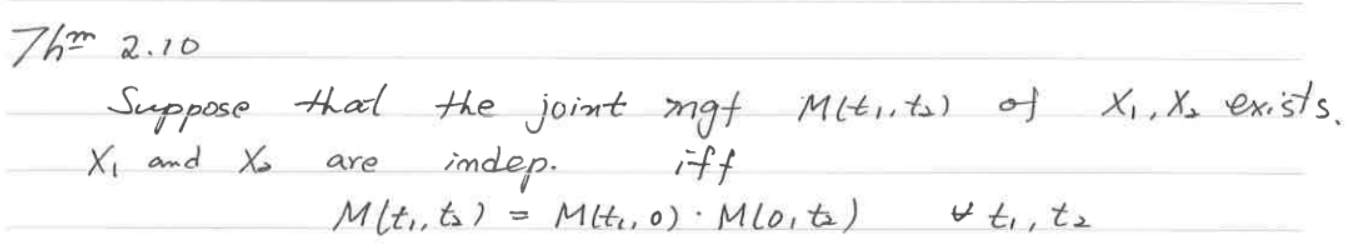 Thm 2.10
Suppose that the joint mgf M(t₁, t₂) of X₁, X₂ exists.
X₁ and X₂ are indep. iff
M(t₁, t₂) = M(t₁, 0) · M(0, t₂) ∀ t₁, t₂